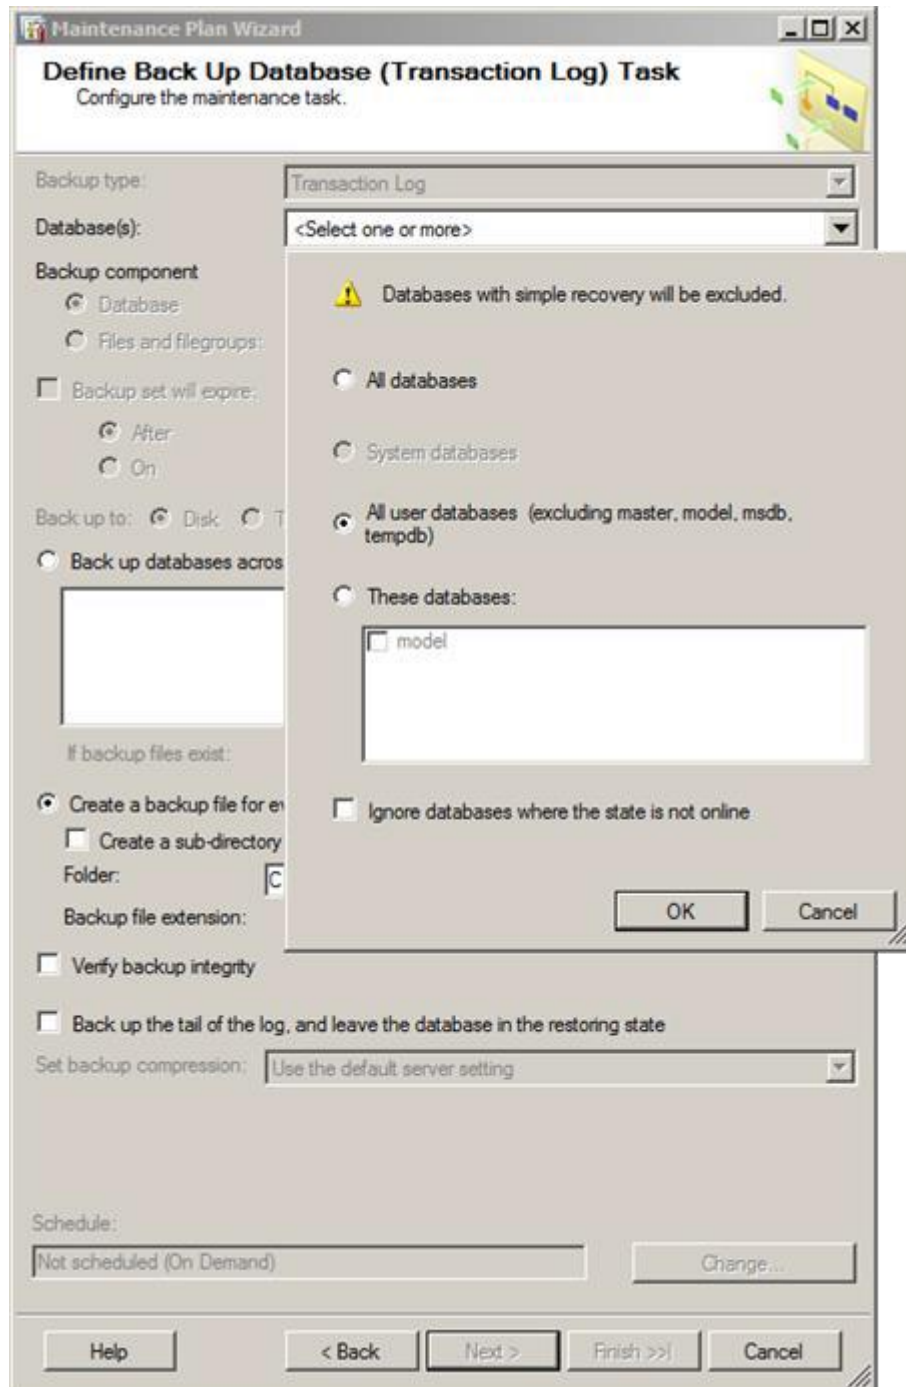 Maintenance Plan Wizard
Define Back Up Database (Transaction Log) Task
Configure the maintenance task.
Backup type:
Transaction Log
Database(s):
<Select one or more>
Backup component
Database
Files and filegroups:
Backup set will expire:
After
On
Back up to:
Disk
T
Back up databases acros
If backup files exist:
Create a backup file for ev
Create a sub-directory
Folder:
C
Backup file extension:
Databases with simple recovery will be excluded.
All databases
System databases
All user databases (excluding master, model, msdb,
tempdb)
These databases:
model
Ignore databases where the state is not online
OK
Cancel
Verify backup integrity
Back up the tail of the log, and leave the database in the restoring state
Set backup compression:
Use the default server setting
Schedule:
Not scheduled (On Demand)
Change...
Help
< Back
Next >
Finish >>|
Cancel